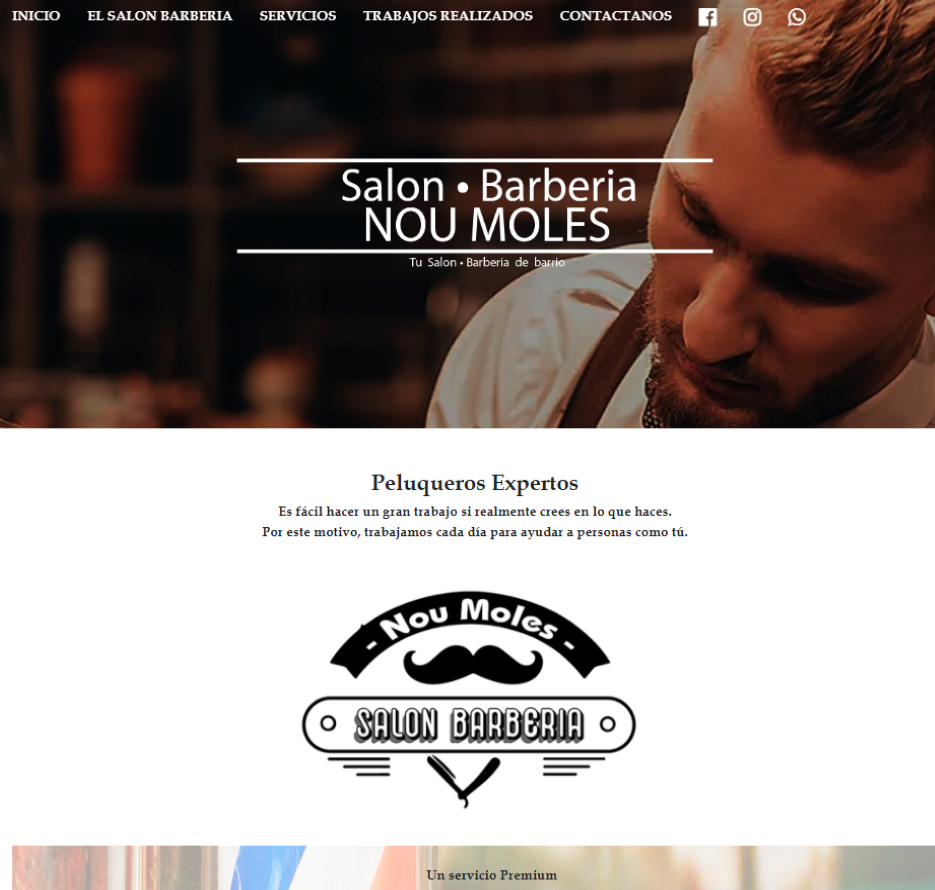 INICIO EL SALON BARBERIA SERVICIOS TRABAJOS REALIZADOS CONTACTANOS
Salon • Barberia
NOU MOLES
Tu Salon • Barberia de barrio
Peluqueros Expertos
Es fácil hacer un gran trabajo si realmente crees en lo que haces.
Por este motivo, trabajamos cada día para ayudar a personas como tú.
- Nou Moles -
SALON BARBERIA
Un servicio Premium